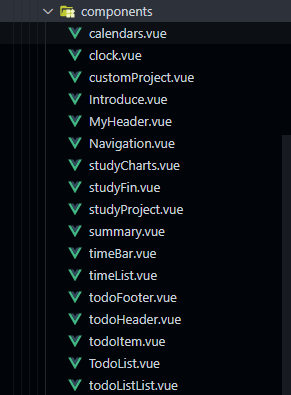 components
calendars.vue
clock.vue
customProject.vue
Introduce.vue
MyHeader.vue
Navigation.vue
studyCharts.vue
studyFin.vue
studyProject.vue
summary.vue
timeBar.vue
timeList.vue
todoFooter.vue
todoHeader.vue
todoItem.vue
TodoList.vue
todoListList.vue